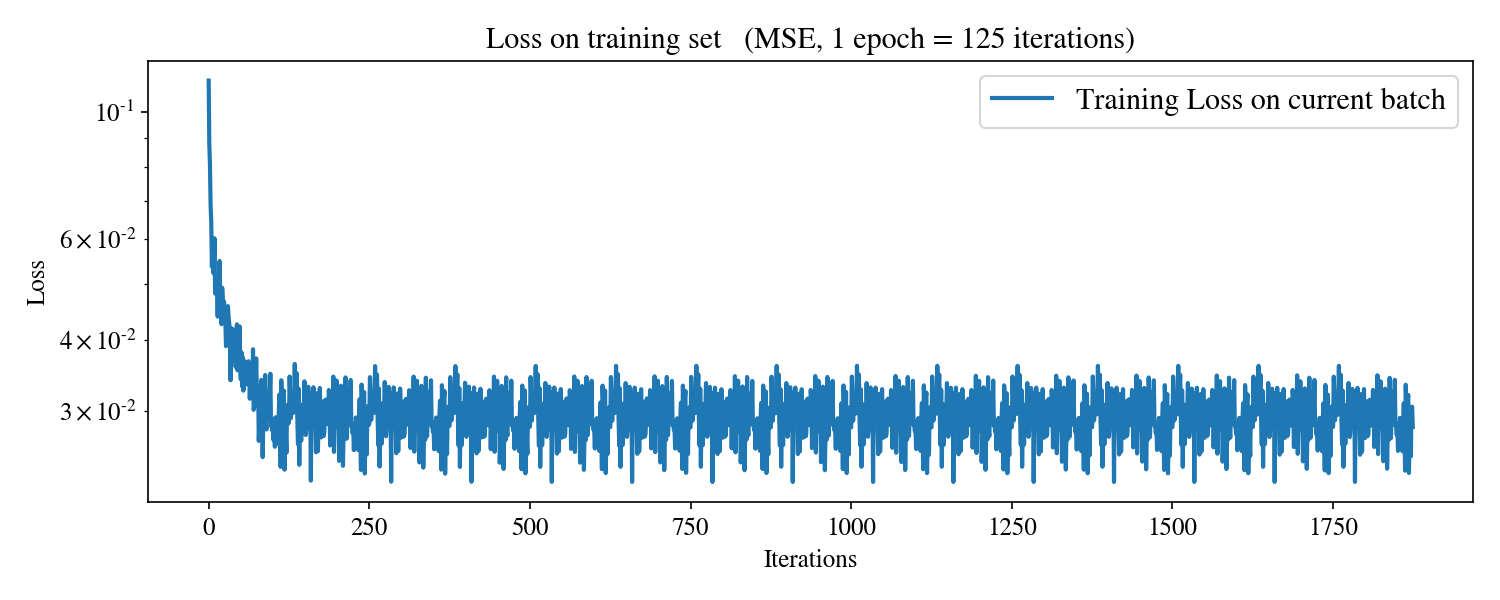 Loss on training set (MSE, 1 epoch = 125 iterations)
Training Loss on current batch
10⁻¹
6 × 10⁻²
4 × 10⁻²
3 × 10⁻²
Loss
0 250 500 750 1000 1250 1500 1750
Iterations